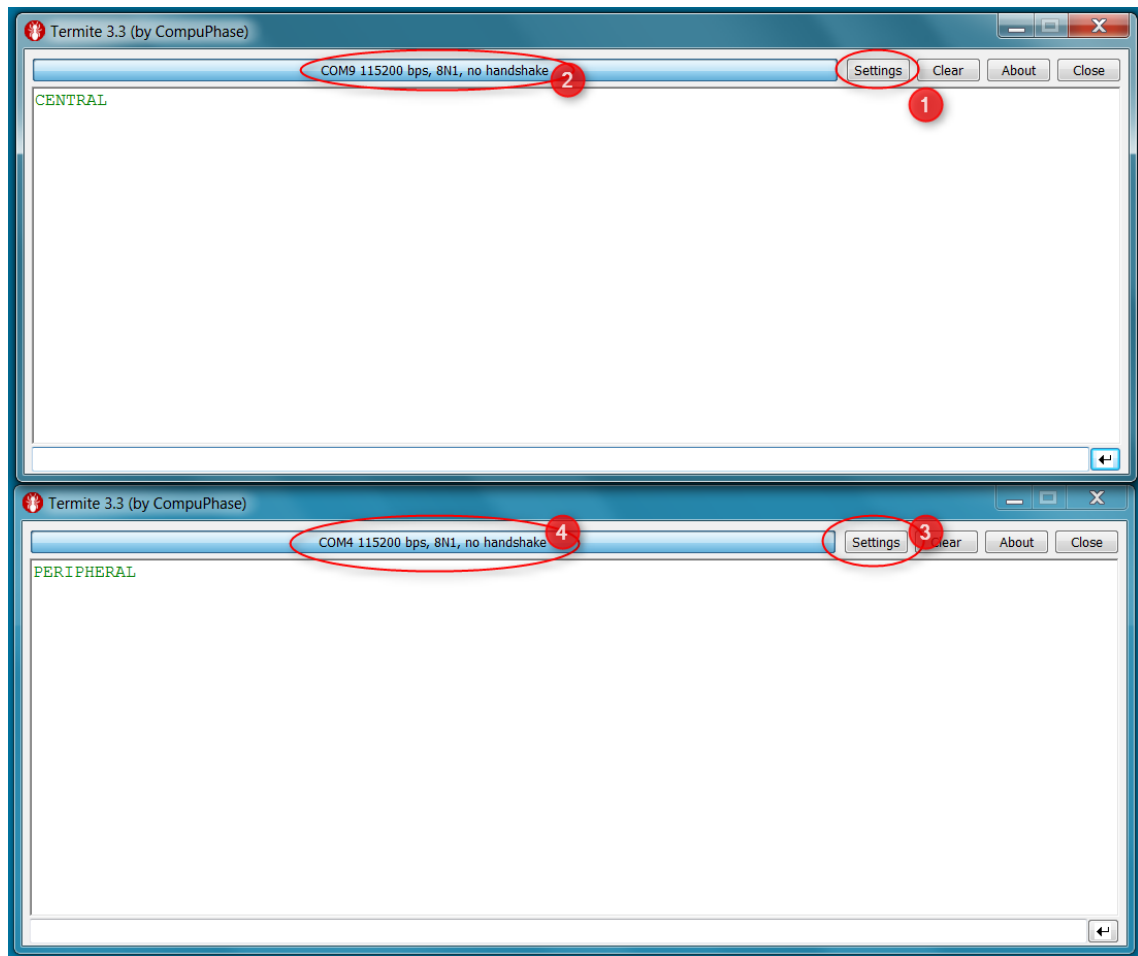 Termite 3.3 (by CompuPhase)
COM9 115200 bps, 8N1, no handshake 2 Settings Clear About Close
1
CENTRAL
Termite 3.3 (by CompuPhase)
COM4 115200 bps, 8N1, no handshake 4 Settings 3 Clear About Close
PERIPHERAL